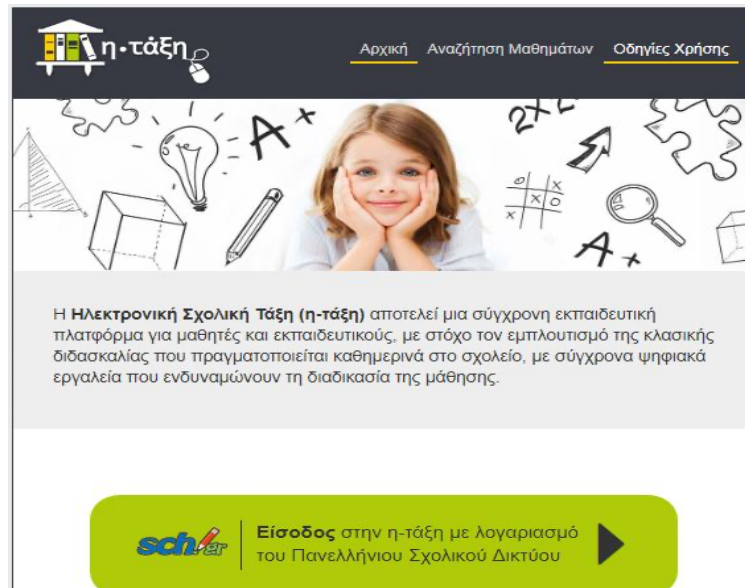 η•τάξη
Αρχική Αναζήτηση Μαθημάτων Οδηγίες Χρήσης
A+
2x2
O X
X O
X
A+
Η Ηλεκτρονική Σχολική Τάξη (η-τάξη) αποτελεί μια σύγχρονη εκπαιδευτική
πλατφόρμα για μαθητές και εκπαιδευτικούς, με στόχο τον εμπλουτισμό της κλασικής
διδασκαλίας που πραγματοποιείται καθημερινά στο σχολείο, με σύγχρονα ψηφιακά
εργαλεία που ενδυναμώνουν τη διαδικασία της μάθησης.
sch
Είσοδος στην η-τάξη με λογαριασμό
του Πανελλήνιου Σχολικού Δικτύου